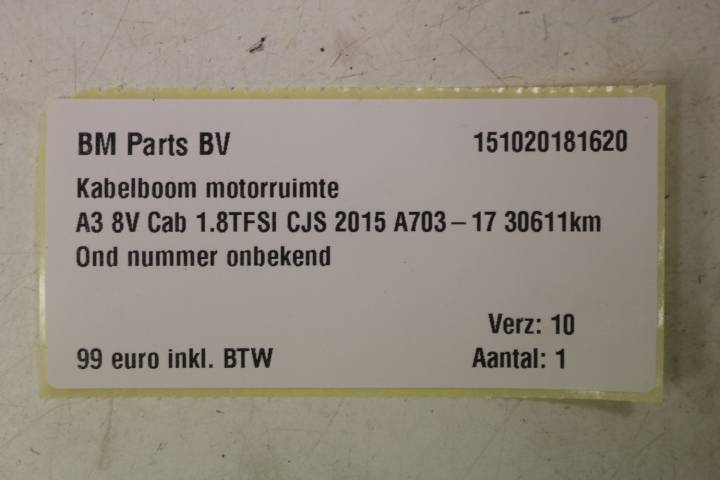 BM Parts BV 151020181620
Kabelboom motorruimte
A3 8V Cab 1.8TFSI CJS 2015 A703-17 30611km
Ond nummer onbekend
Verz: 10
99 euro inkl. BTW Aantal: 1